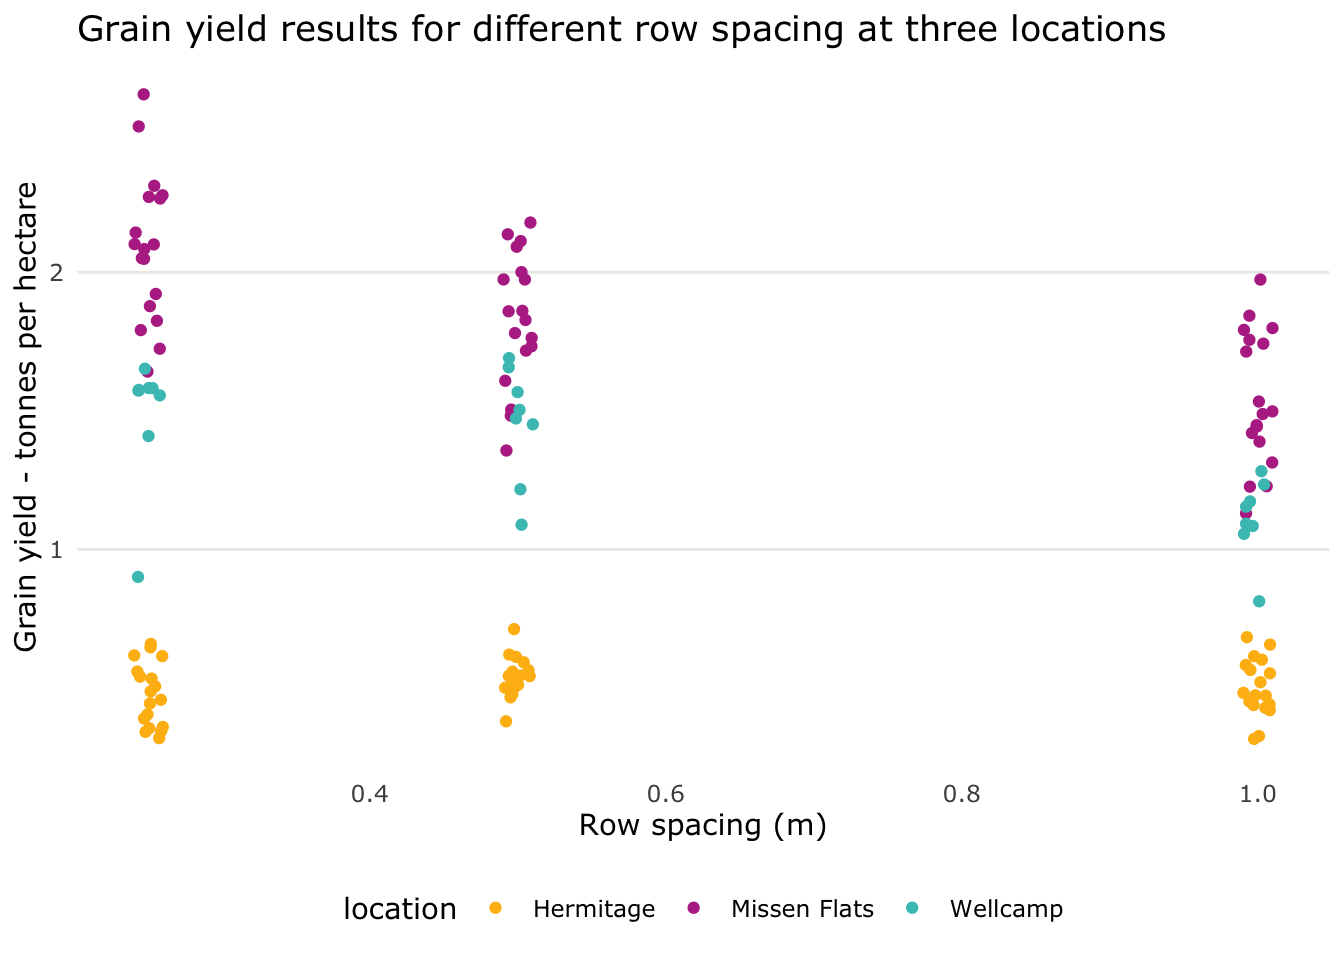 Grain yield results for different row spacing at three locations
Grain yield - tonnes per hectare
2
1
0.4 0.6 0.8 1.0
Row spacing (m)
location Hermitage Missen Flats Wellcamp